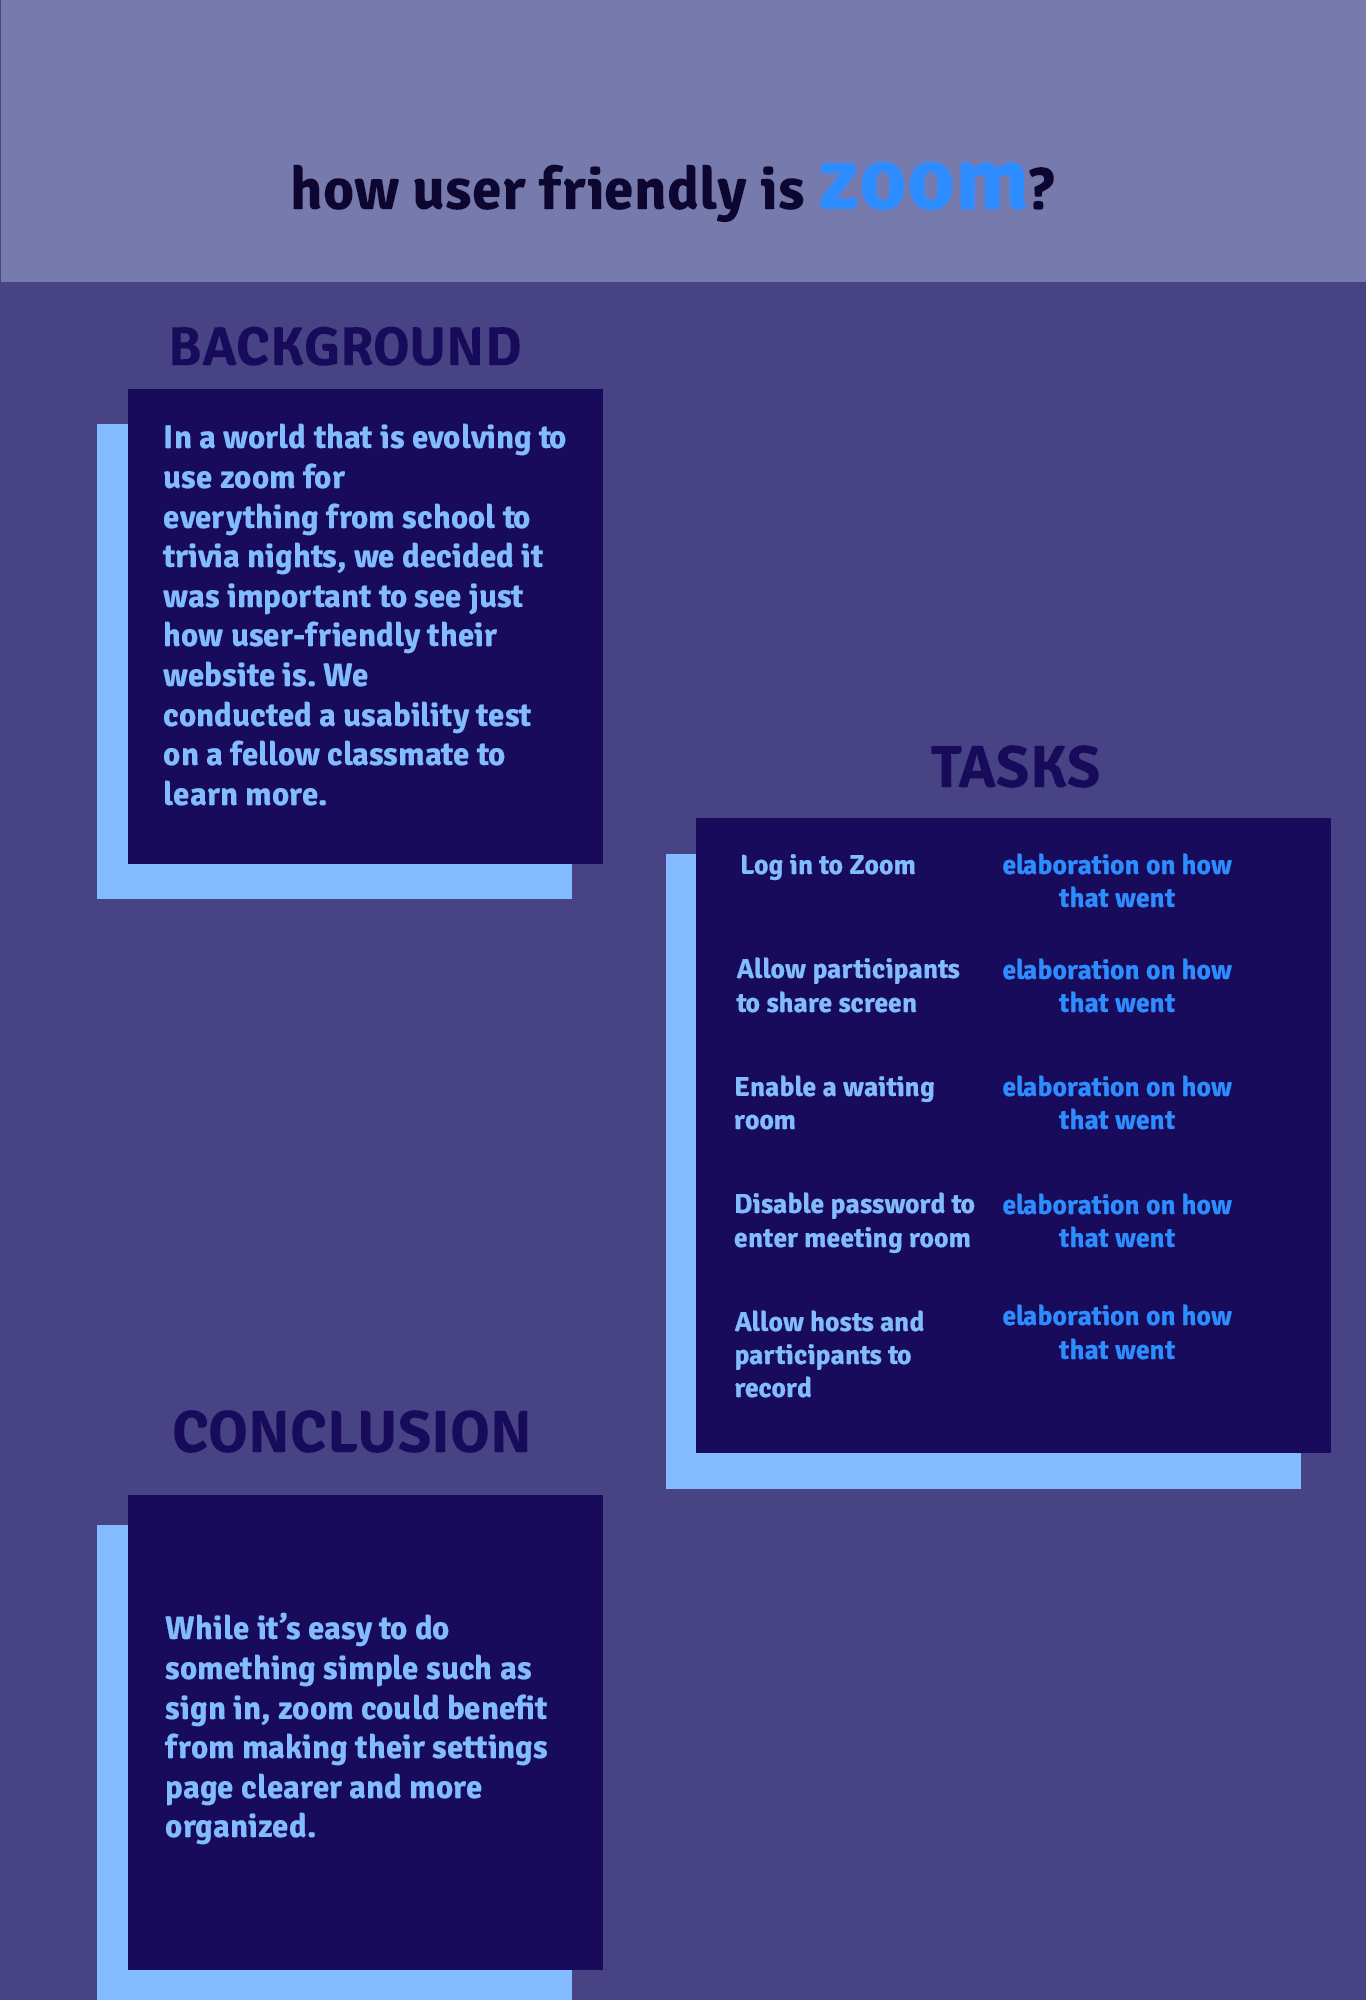 how user friendly is zoom?
BACKGROUND
In a world that is evolving to
use zoom for
everything from school to
trivia nights, we decided it
was important to see just
how user-friendly their
website is. We
conducted a usability test
on a fellow classmate to
learn more.
TASKS
Log in to Zoom
elaboration on how
that went
Allow participants
to share screen
elaboration on how
that went
Enable a waiting
room
elaboration on how
that went
Disable password to
enter meeting room
elaboration on how
that went
Allow hosts and
participants to
record
elaboration on how
that went
CONCLUSION
While it’s easy to do
something simple such as
sign in, zoom could benefit
from making their settings
page clearer and more
organized.